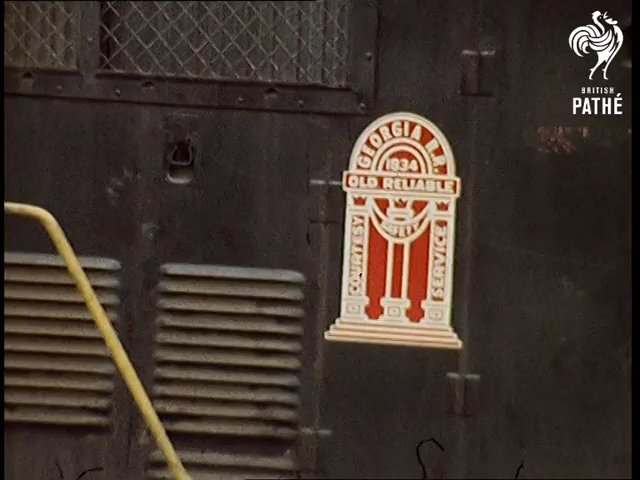 BRITISH
PATHÉ
GEORGIA R.R.
1834
OLD RELIABLE
SAFETY
COURTESY
SERVICE